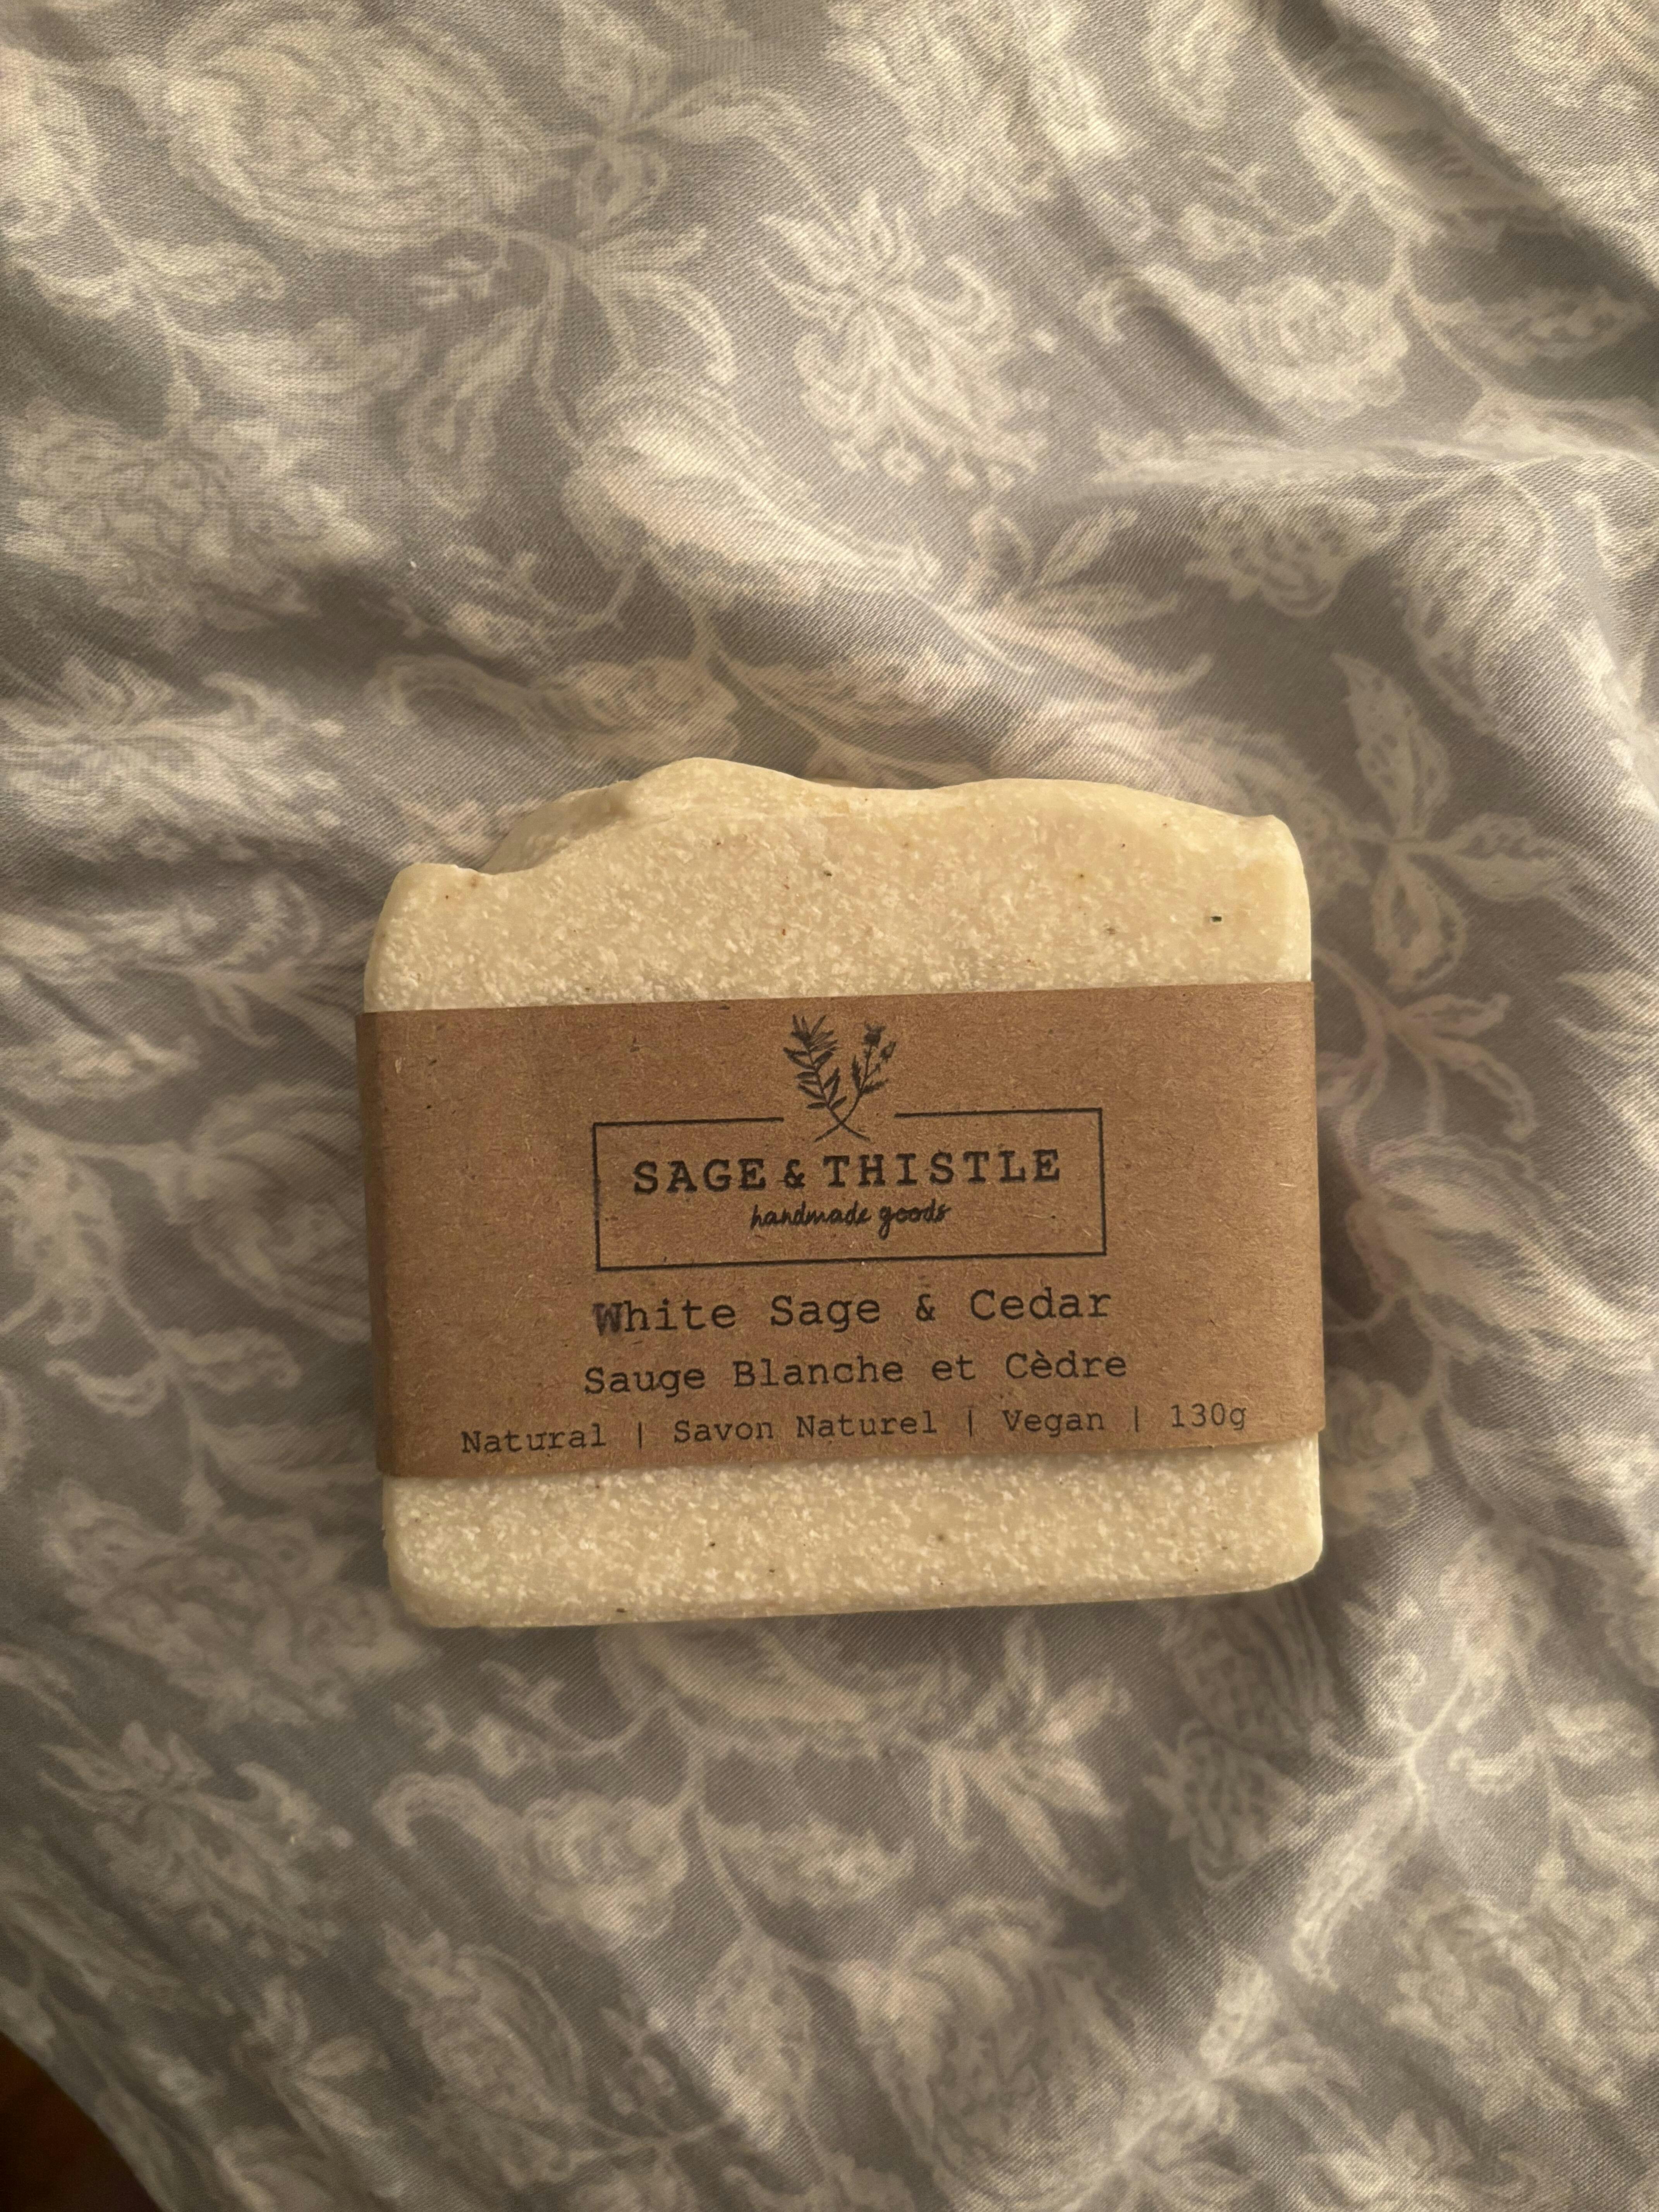 SAGE & THISTLE
handmade goods
White Sage & Cedar
Sauge Blanche et Cèdre
Natural | Savon Naturel | Vegan | 130g